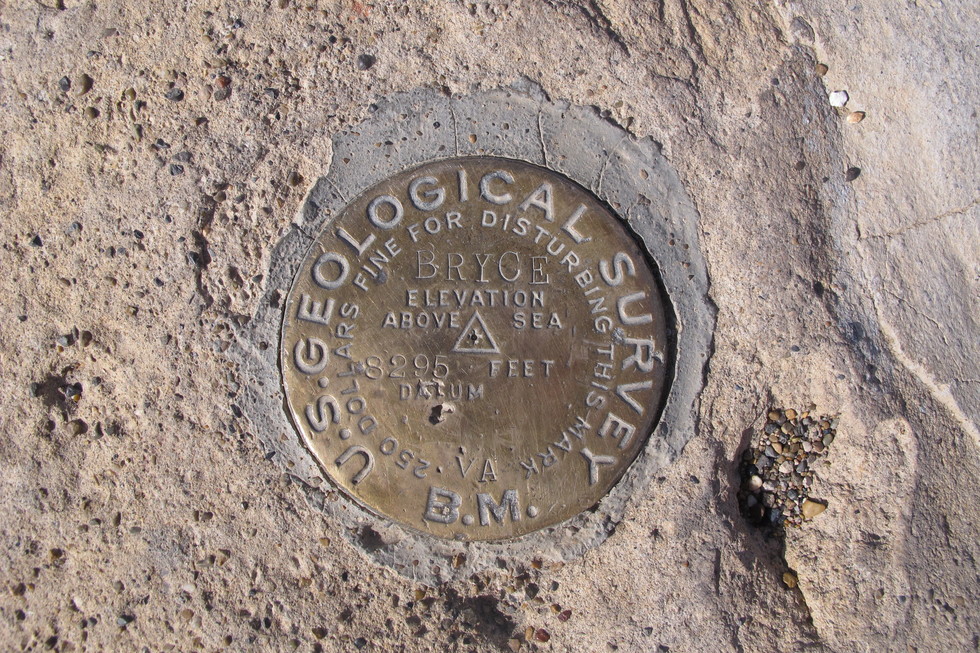 U.S. GEOLOGICAL SURVEY
250 DOLLARS FINE FOR DISTURBING THIS MARK
BRYCE
ELEVATION
ABOVE SEA
8295 FEET
DATUM
VA
B.M.